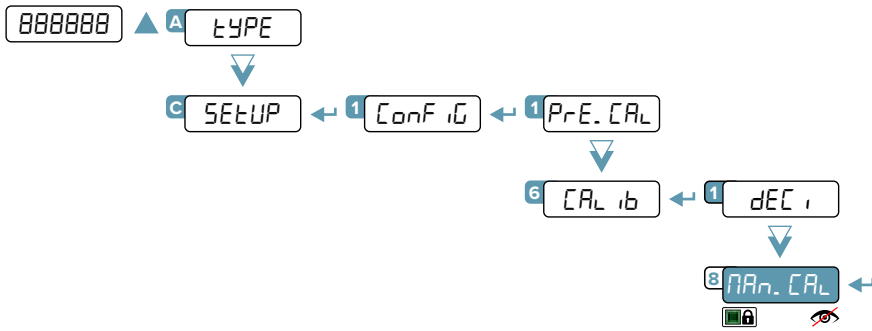 888888 A tYPE
C SEtUP 1 ConFiG 1 PrE.CAL
6 CALib 1 dECi
8 MAn.CAL